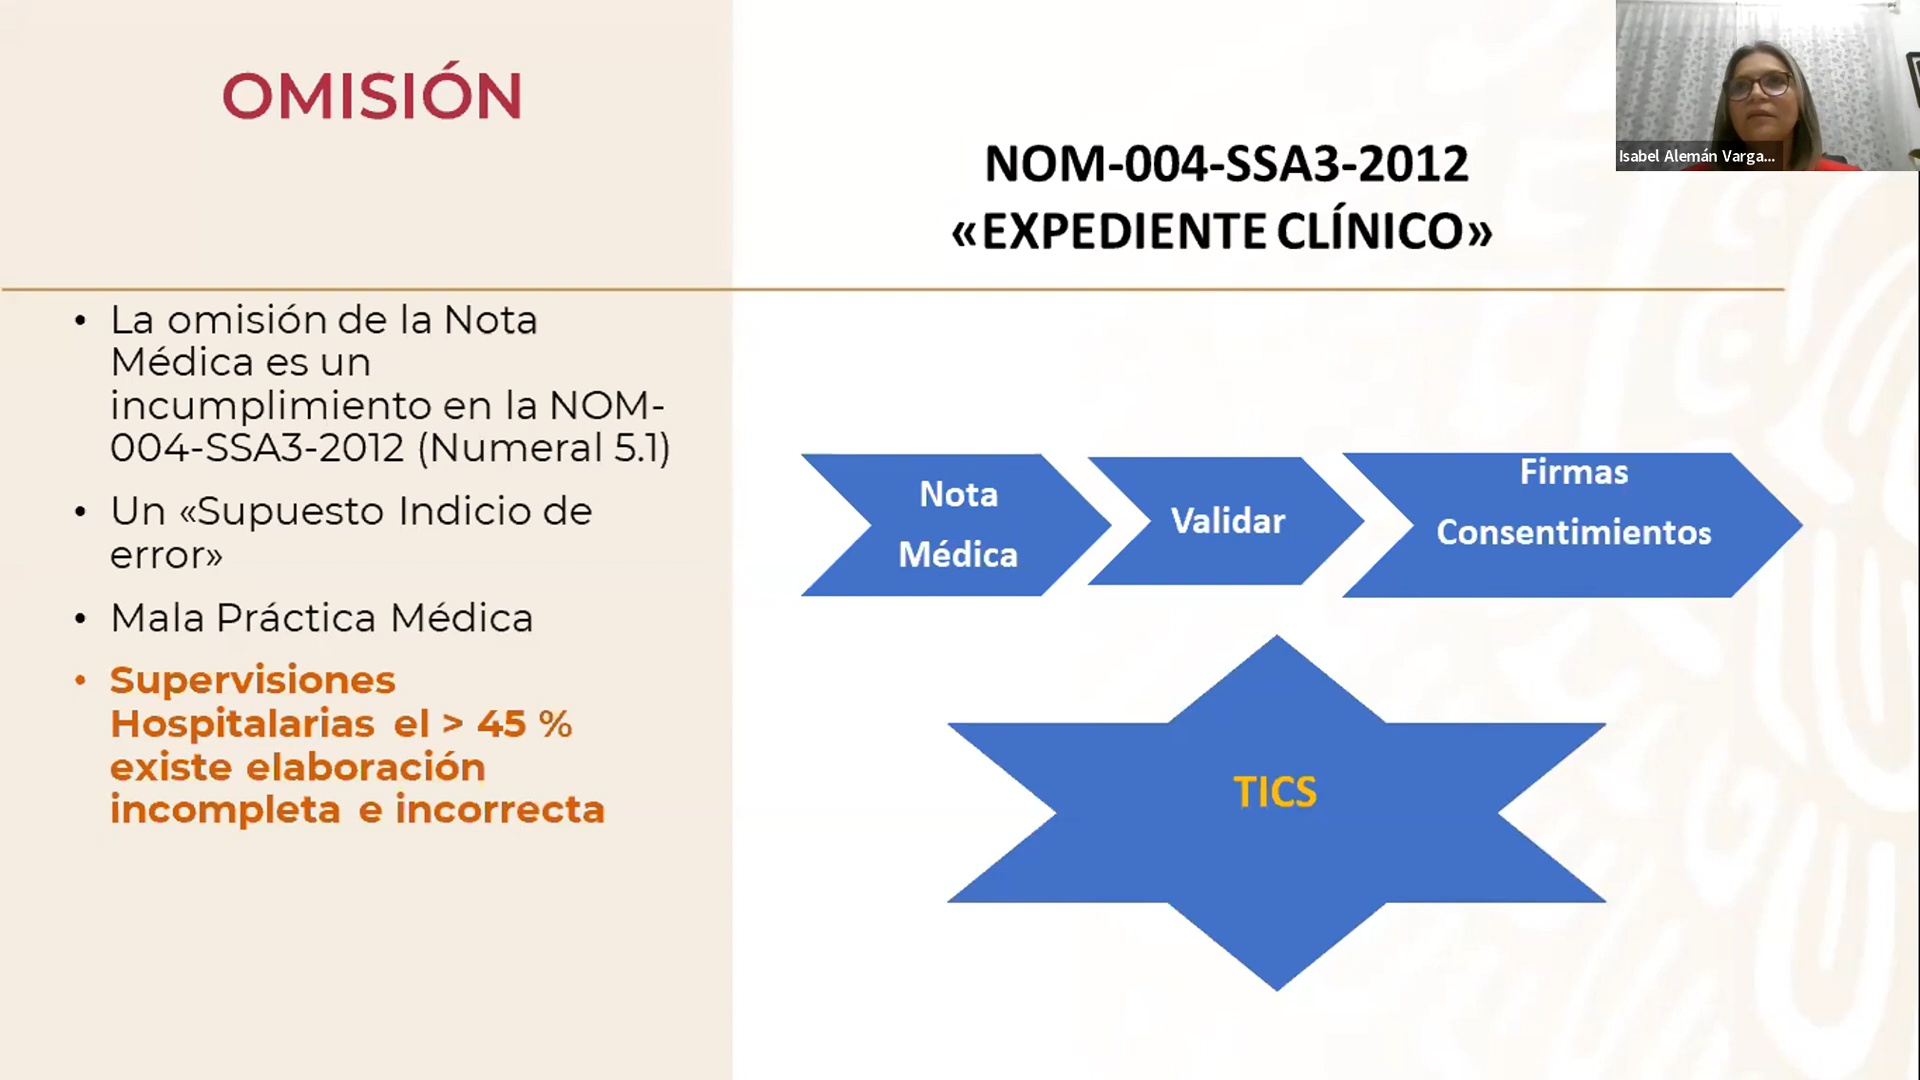 OMISIÓN
NOM-004-SSA3-2012
«EXPEDIENTE CLÍNICO»
Isabel Alemán Varga...
• La omisión de la Nota
Médica es un
incumplimiento en la NOM-
004-SSA3-2012 (Numeral 5.1)
• Un «Supuesto Indicio de
error»
• Mala Práctica Médica
• Supervisiones
Hospitalarias el > 45 %
existe elaboración
incompleta e incorrecta
Nota
Médica
Validar
Firmas
Consentimientos
TICS